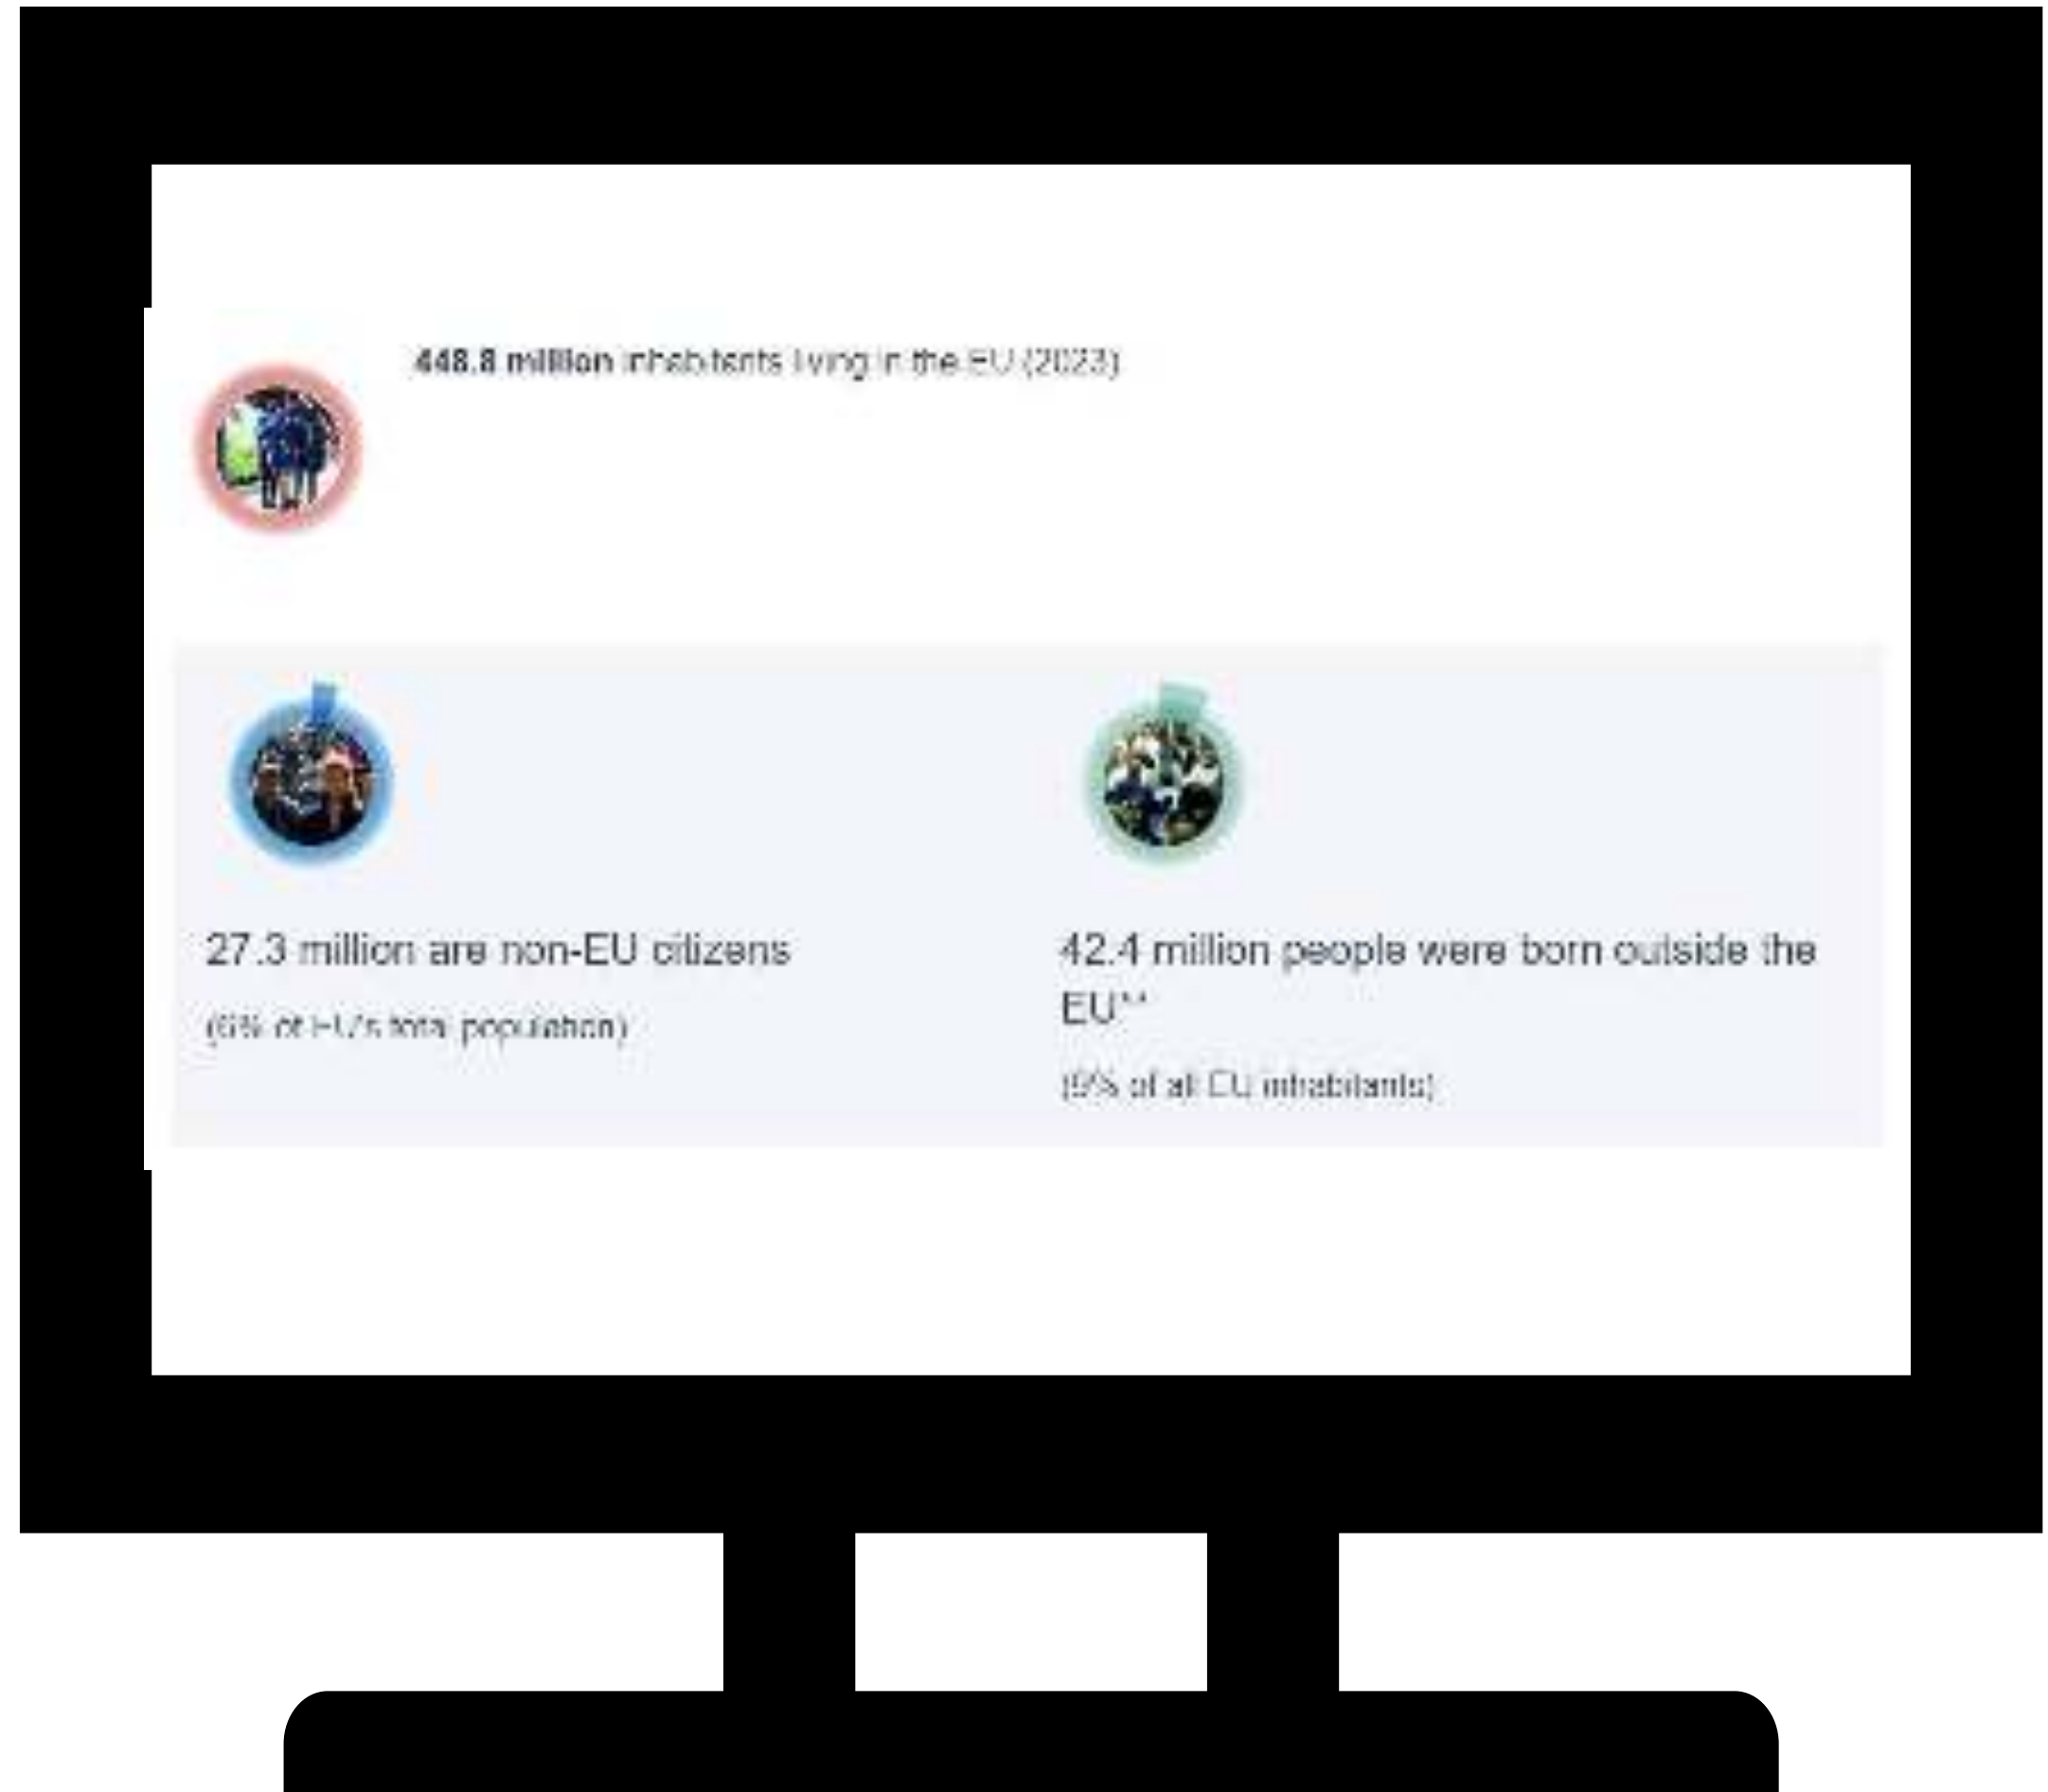 448.8 million inhabitants living in the EU (2023)
27.3 million are non-EU citizens
(6% of EU's total population)
42.4 million people were born outside the
EU**
(9% of all EU inhabitants)